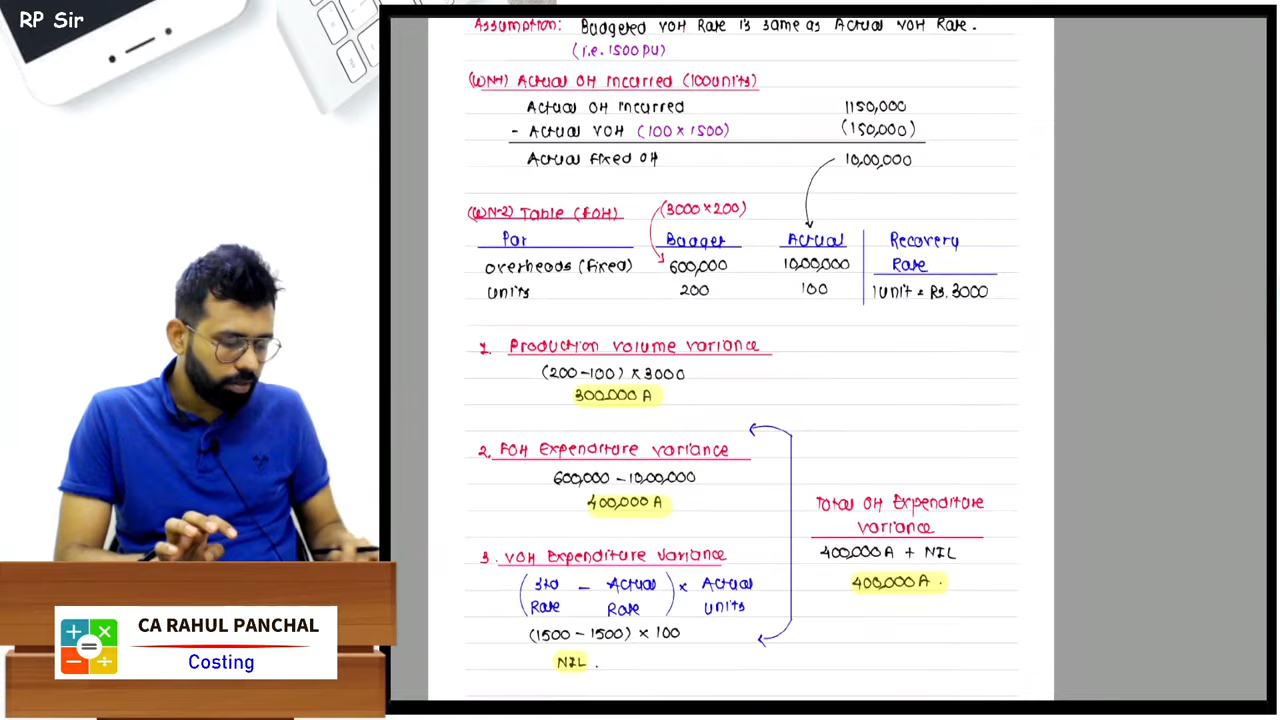 RP Sir
Assumption: Budgeted VOH Rate is same as Actual VOH Rate.
(i.e. 1500 PU)
(WN-1) Actual OH Incurred (100 units)
Actual OH Incurred 1150,000
- Actual VOH (100 × 1500) (150,000)
Actual Fixed OH 10,00,000
(WN-2) Table (FOH) (3000 × 200)
Par Budget Actual Recovery
Overheads (Fixed) 600,000 10,00,000 Rate
Units 200 100 1 Unit = Rs. 3000
1. Production Volume Variance
(200 - 100) × 3000
300,000 A
2. FOH Expenditure Variance
600,000 - 10,00,000
400,000 A
Total OH Expenditure
Variance
400,000 A + NIL
400,000 A.
3. VOH Expenditure Variance
(Std - Actual) × Actual
Rate Rate Units
(1500 - 1500) × 100
NIL.
CA RAHUL PANCHAL
Costing